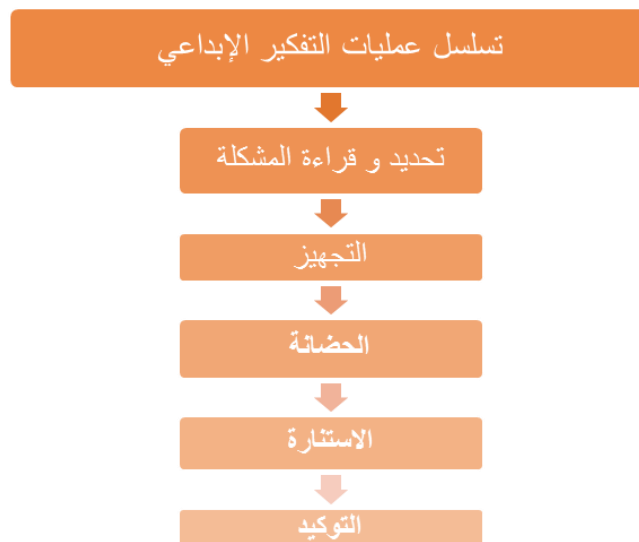 تسلسل عمليات التفكير الإبداعي
تحديد و قراءة المشكلة
التجهيز
الحضانة
الاستنارة
التوكيد